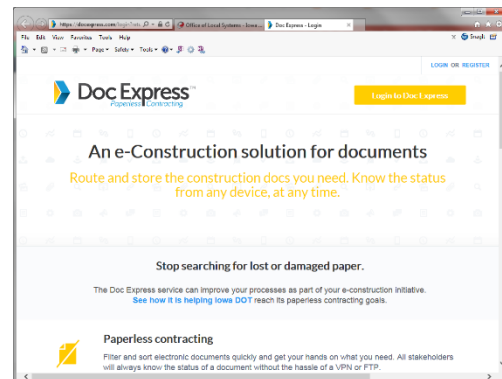 https://docexpress.com/login?ret
Office of Local Systems - Iowa ...
Doc Express - Login
File Edit View Favorites Tools Help
SnagIt
Page Safety Tools
LOGIN OR REGISTER
Doc Express™
Paperless Contracting
Login to Doc Express
An e-Construction solution for documents
Route and store the construction docs you need. Know the status
from any device, at any time.
Stop searching for lost or damaged paper.
The Doc Express service can improve your processes as part of your e-construction initiative.
See how it is helping Iowa DOT reach its paperless contracting goals.
Paperless contracting
Filter and sort electronic documents quickly and get your hands on what you need. All stakeholders
will always know the status of a document without the hassle of a VPN or FTP.